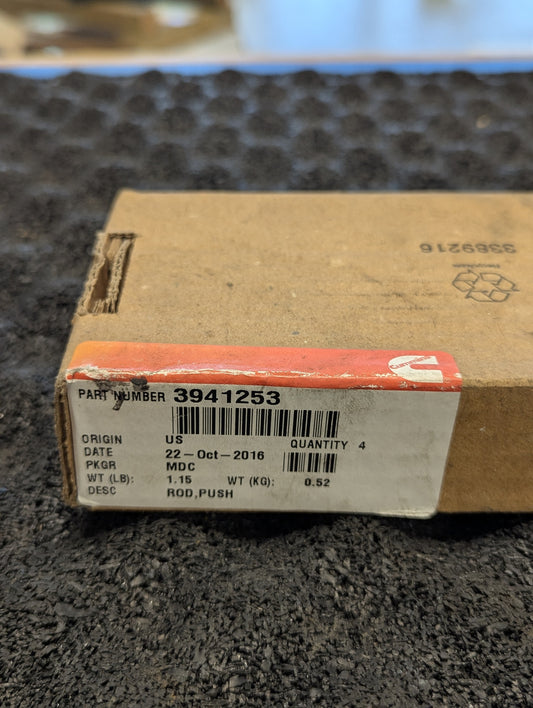 3389216
PART NUMBER 3941253
ORIGIN US QUANTITY 4
DATE 22-Oct-2016
PKGR MDC
WT (LB): 1.15 WT (KG): 0.52
DESC ROD,PUSH